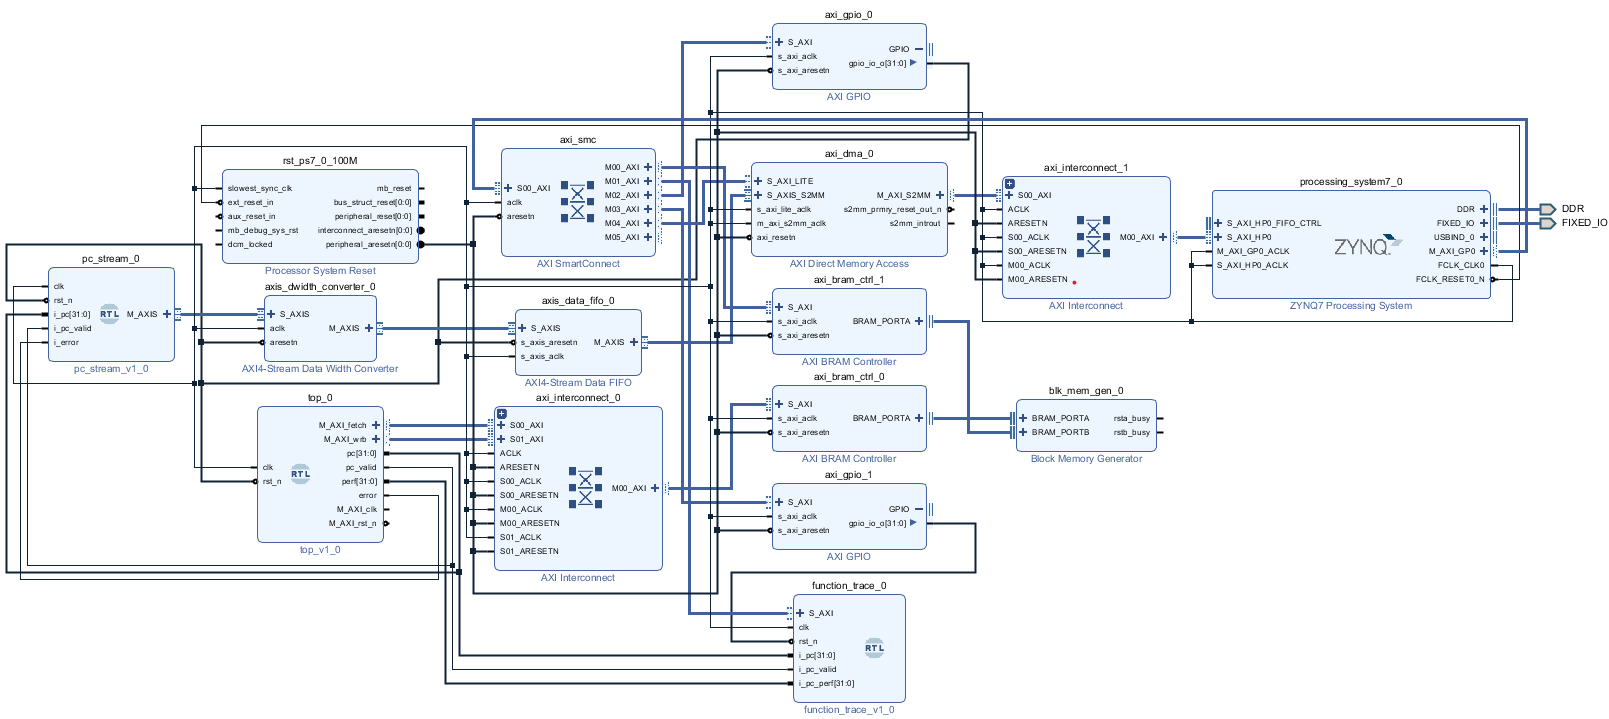 axi_gpio_0
S_AXI
s_axi_aclk
s_axi_aresetn
GPIO
gpio_io_o[31:0]
AXI GPIO
rst_ps7_0_100M
slowest_sync_clk
ext_reset_in
aux_reset_in
mb_debug_sys_rst
dcm_locked
mb_reset
bus_struct_reset[0:0]
peripheral_reset[0:0]
interconnect_aresetn[0:0]
peripheral_aresetn[0:0]
Processor System Reset
axi_smc
S00_AXI
aclk
aresetn
M00_AXI
M01_AXI
M02_AXI
M03_AXI
M04_AXI
M05_AXI
AXI SmartConnect
axi_dma_0
S_AXI_LITE
S_AXIS_S2MM
s_axi_lite_aclk
m_axi_s2mm_aclk
axi_resetn
M_AXI_S2MM
s2mm_prmry_reset_out_n
s2mm_introut
AXI Direct Memory Access
axi_interconnect_1
S00_AXI
ACLK
ARESETN
S00_ACLK
S00_ARESETN
M00_ACLK
M00_ARESETN
M00_AXI
AXI Interconnect
processing_system7_0
S_AXI_HP0_FIFO_CTRL
S_AXI_HP0
M_AXI_GP0_ACLK
S_AXI_HP0_ACLK
ZYNQ
DDR
FIXED_IO
USBIND_0
M_AXI_GP0
FCLK_CLK0
FCLK_RESET0_N
ZYNQ7 Processing System
DDR
FIXED_IO
pc_stream_0
clk
rst_n
i_pc[31:0]
i_pc_valid
i_error
RTL
M_AXIS
pc_stream_v1_0
axis_dwidth_converter_0
S_AXIS
aclk
aresetn
M_AXIS
AXI4-Stream Data Width Converter
axis_data_fifo_0
S_AXIS
s_axis_aresetn
s_axis_aclk
M_AXIS
AXI4-Stream Data FIFO
axi_bram_ctrl_1
S_AXI
s_axi_aclk
s_axi_aresetn
BRAM_PORTA
AXI BRAM Controller
top_0
clk
rst_n
RTL
M_AXI_fetch
M_AXI_wrb
pc[31:0]
pc_valid
perf[31:0]
error
M_AXI_clk
M_AXI_rst_n
top_v1_0
axi_interconnect_0
S00_AXI
S01_AXI
ACLK
ARESETN
S00_ACLK
S00_ARESETN
M00_ACLK
M00_ARESETN
S01_ACLK
S01_ARESETN
M00_AXI
AXI Interconnect
axi_bram_ctrl_0
S_AXI
s_axi_aclk
s_axi_aresetn
BRAM_PORTA
AXI BRAM Controller
blk_mem_gen_0
BRAM_PORTA
BRAM_PORTB
rsta_busy
rstb_busy
Block Memory Generator
axi_gpio_1
S_AXI
s_axi_aclk
s_axi_aresetn
GPIO
gpio_io_o[31:0]
AXI GPIO
function_trace_0
S_AXI
clk
rst_n
i_pc[31:0]
i_pc_valid
i_pc_perf[31:0]
RTL
function_trace_v1_0